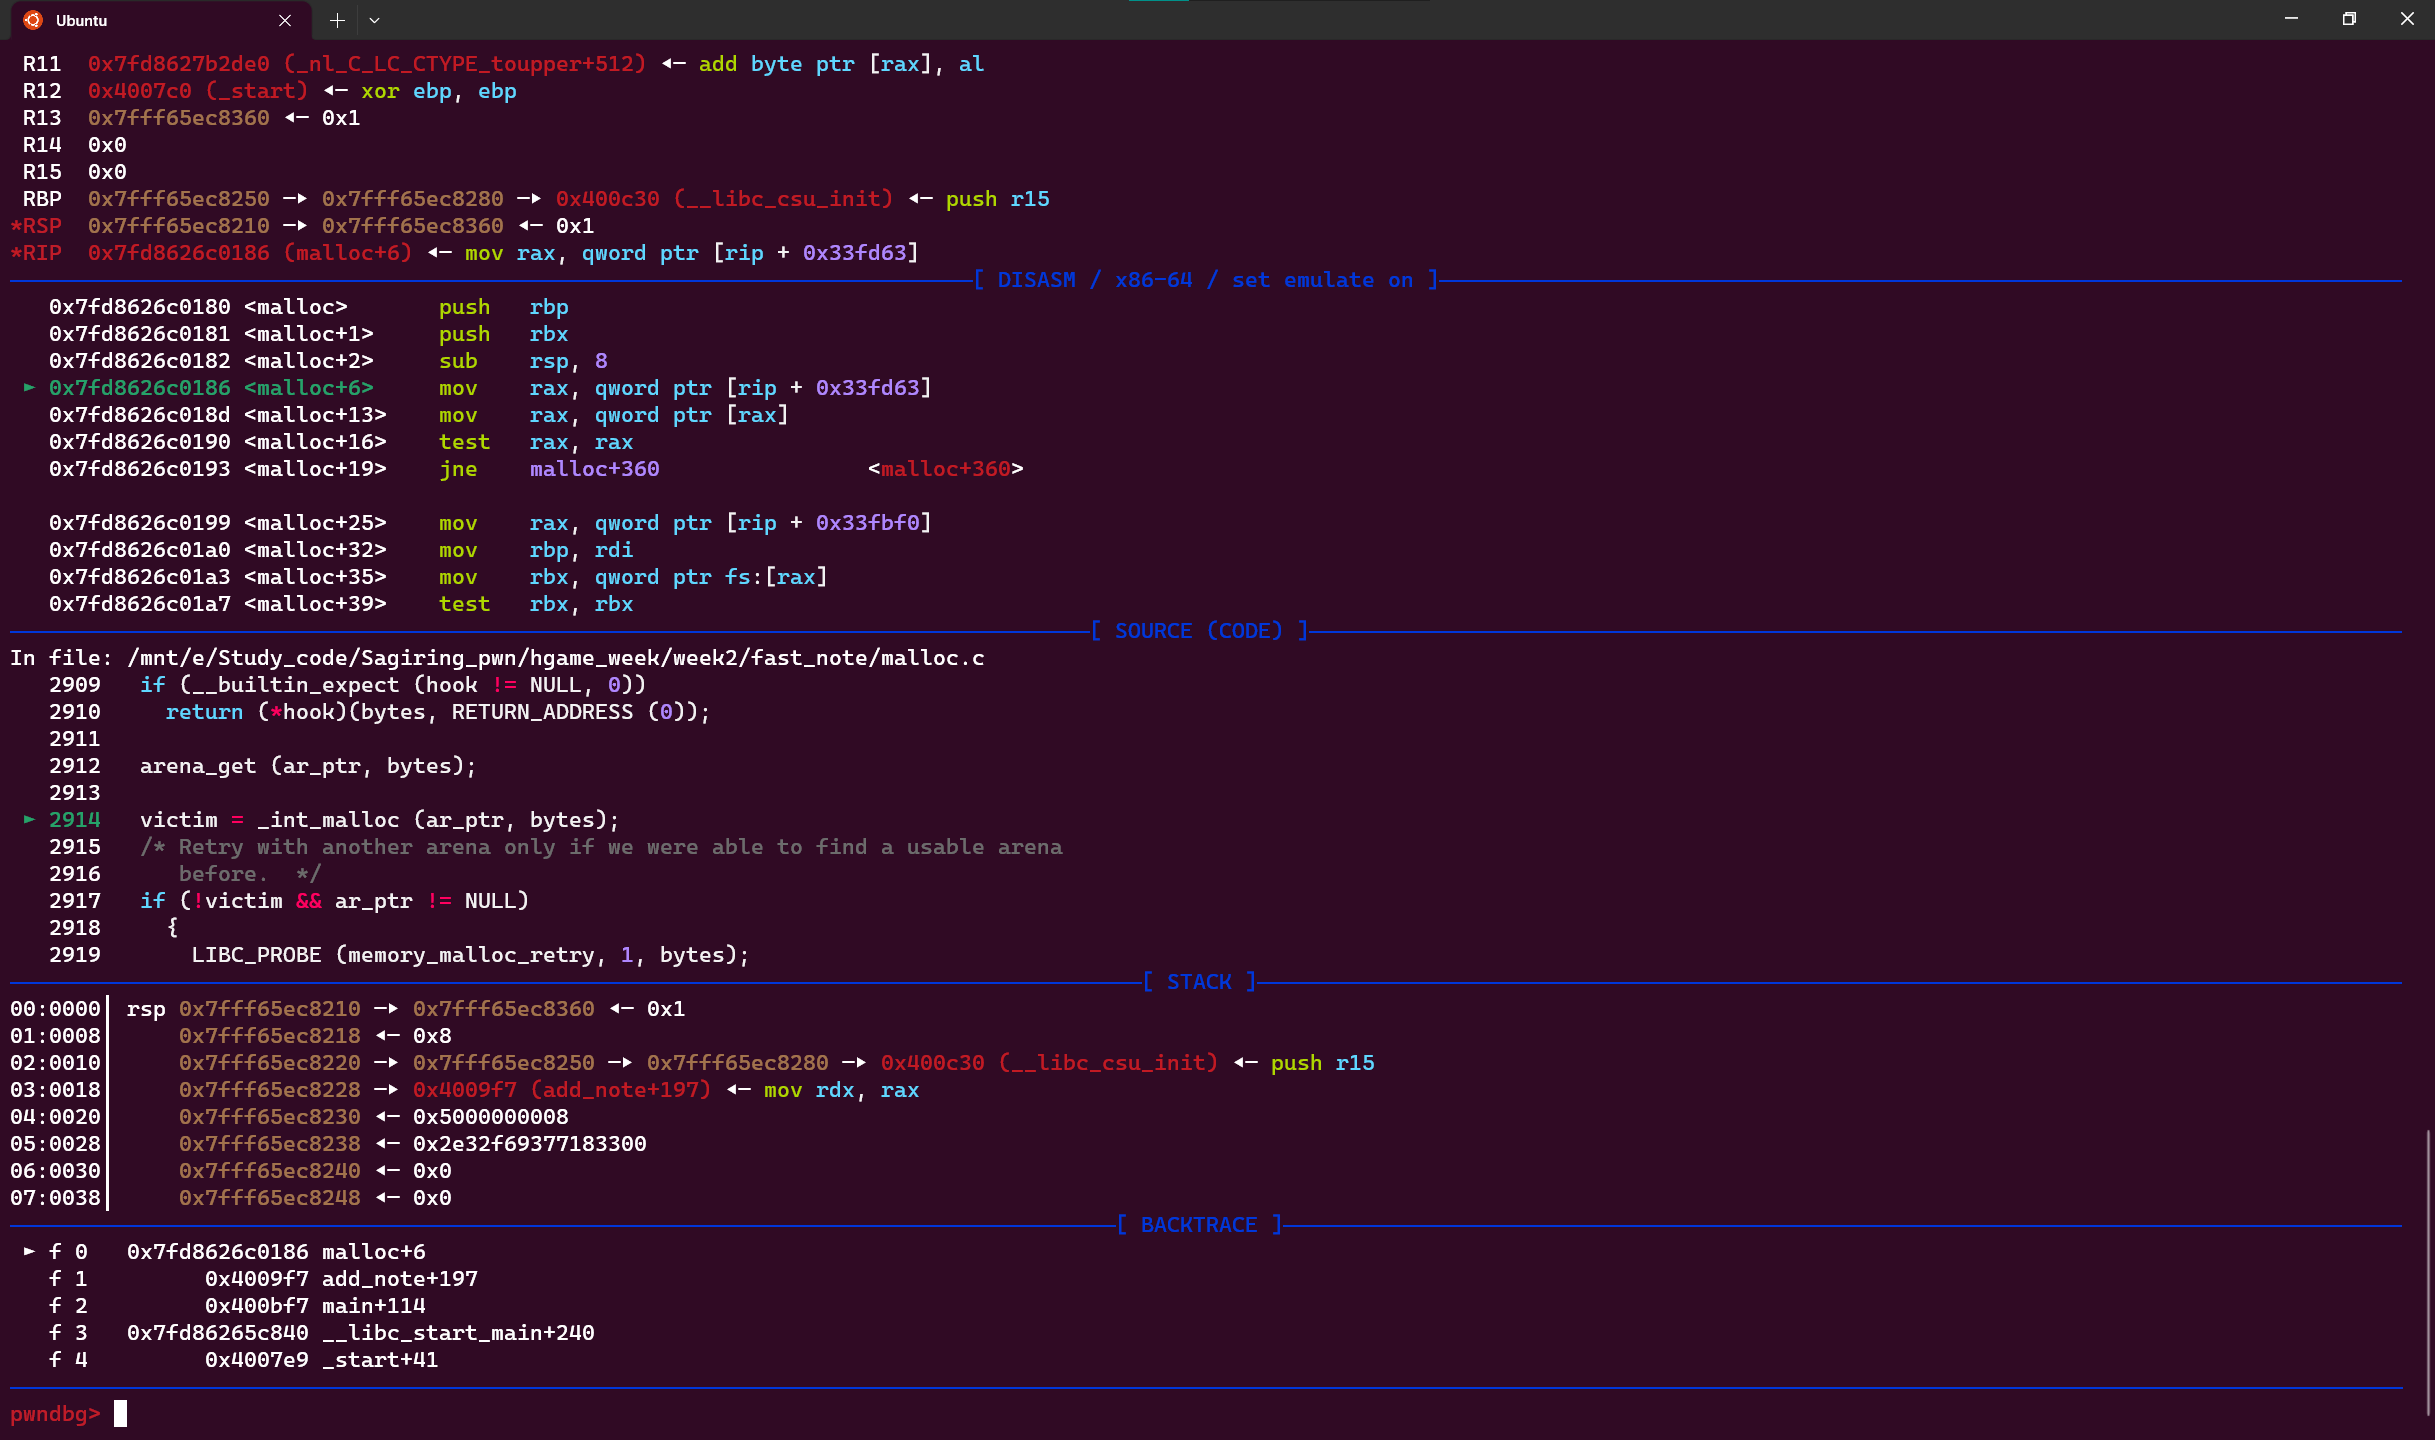 Ubuntu
R11  0x7fd8627b2de0 (_nl_C_LC_CTYPE_toupper+512) ◂— add byte ptr [rax], al
R12  0x4007c0 (_start) ◂— xor ebp, ebp
R13  0x7fff65ec8360 ◂— 0x1
R14  0x0
R15  0x0
RBP  0x7fff65ec8250 —▸ 0x7fff65ec8280 —▸ 0x400c30 (__libc_csu_init) ◂— push r15
*RSP  0x7fff65ec8210 —▸ 0x7fff65ec8360 ◂— 0x1
*RIP  0x7fd8626c0186 (malloc+6) ◂— mov rax, qword ptr [rip + 0x33fd63]
[ DISASM / x86-64 / set emulate on ]
0x7fd8626c0180 <malloc>       push   rbp
0x7fd8626c0181 <malloc+1>     push   rbx
0x7fd8626c0182 <malloc+2>     sub    rsp, 8
► 0x7fd8626c0186 <malloc+6>     mov    rax, qword ptr [rip + 0x33fd63]
0x7fd8626c018d <malloc+13>    mov    rax, qword ptr [rax]
0x7fd8626c0190 <malloc+16>    test   rax, rax
0x7fd8626c0193 <malloc+19>    jne    malloc+360                <malloc+360>
0x7fd8626c0199 <malloc+25>    mov    rax, qword ptr [rip + 0x33fbf0]
0x7fd8626c01a0 <malloc+32>    mov    rbp, rdi
0x7fd8626c01a3 <malloc+35>    mov    rbx, qword ptr fs:[rax]
0x7fd8626c01a7 <malloc+39>    test   rbx, rbx
[ SOURCE (CODE) ]
In file: /mnt/e/Study_code/Sagiring_pwn/hgame_week/week2/fast_note/malloc.c
2909   if (__builtin_expect (hook != NULL, 0))
2910     return (*hook)(bytes, RETURN_ADDRESS (0));
2911
2912   arena_get (ar_ptr, bytes);
2913
► 2914   victim = _int_malloc (ar_ptr, bytes);
2915   /* Retry with another arena only if we were able to find a usable arena
2916      before.  */
2917   if (!victim && ar_ptr != NULL)
2918     {
2919       LIBC_PROBE (memory_malloc_retry, 1, bytes);
[ STACK ]
00:0000│ rsp 0x7fff65ec8210 —▸ 0x7fff65ec8360 ◂— 0x1
01:0008│     0x7fff65ec8218 ◂— 0x8
02:0010│     0x7fff65ec8220 —▸ 0x7fff65ec8250 —▸ 0x7fff65ec8280 —▸ 0x400c30 (__libc_csu_init) ◂— push r15
03:0018│     0x7fff65ec8228 —▸ 0x4009f7 (add_note+197) ◂— mov rdx, rax
04:0020│     0x7fff65ec8230 ◂— 0x5000000008
05:0028│     0x7fff65ec8238 ◂— 0x2e32f69377183300
06:0030│     0x7fff65ec8240 ◂— 0x0
07:0038│     0x7fff65ec8248 ◂— 0x0
[ BACKTRACE ]
► f 0   0x7fd8626c0186 malloc+6
f 1         0x4009f7 add_note+197
f 2         0x400bf7 main+114
f 3   0x7fd86265c840 __libc_start_main+240
f 4         0x4007e9 _start+41
pwndbg>